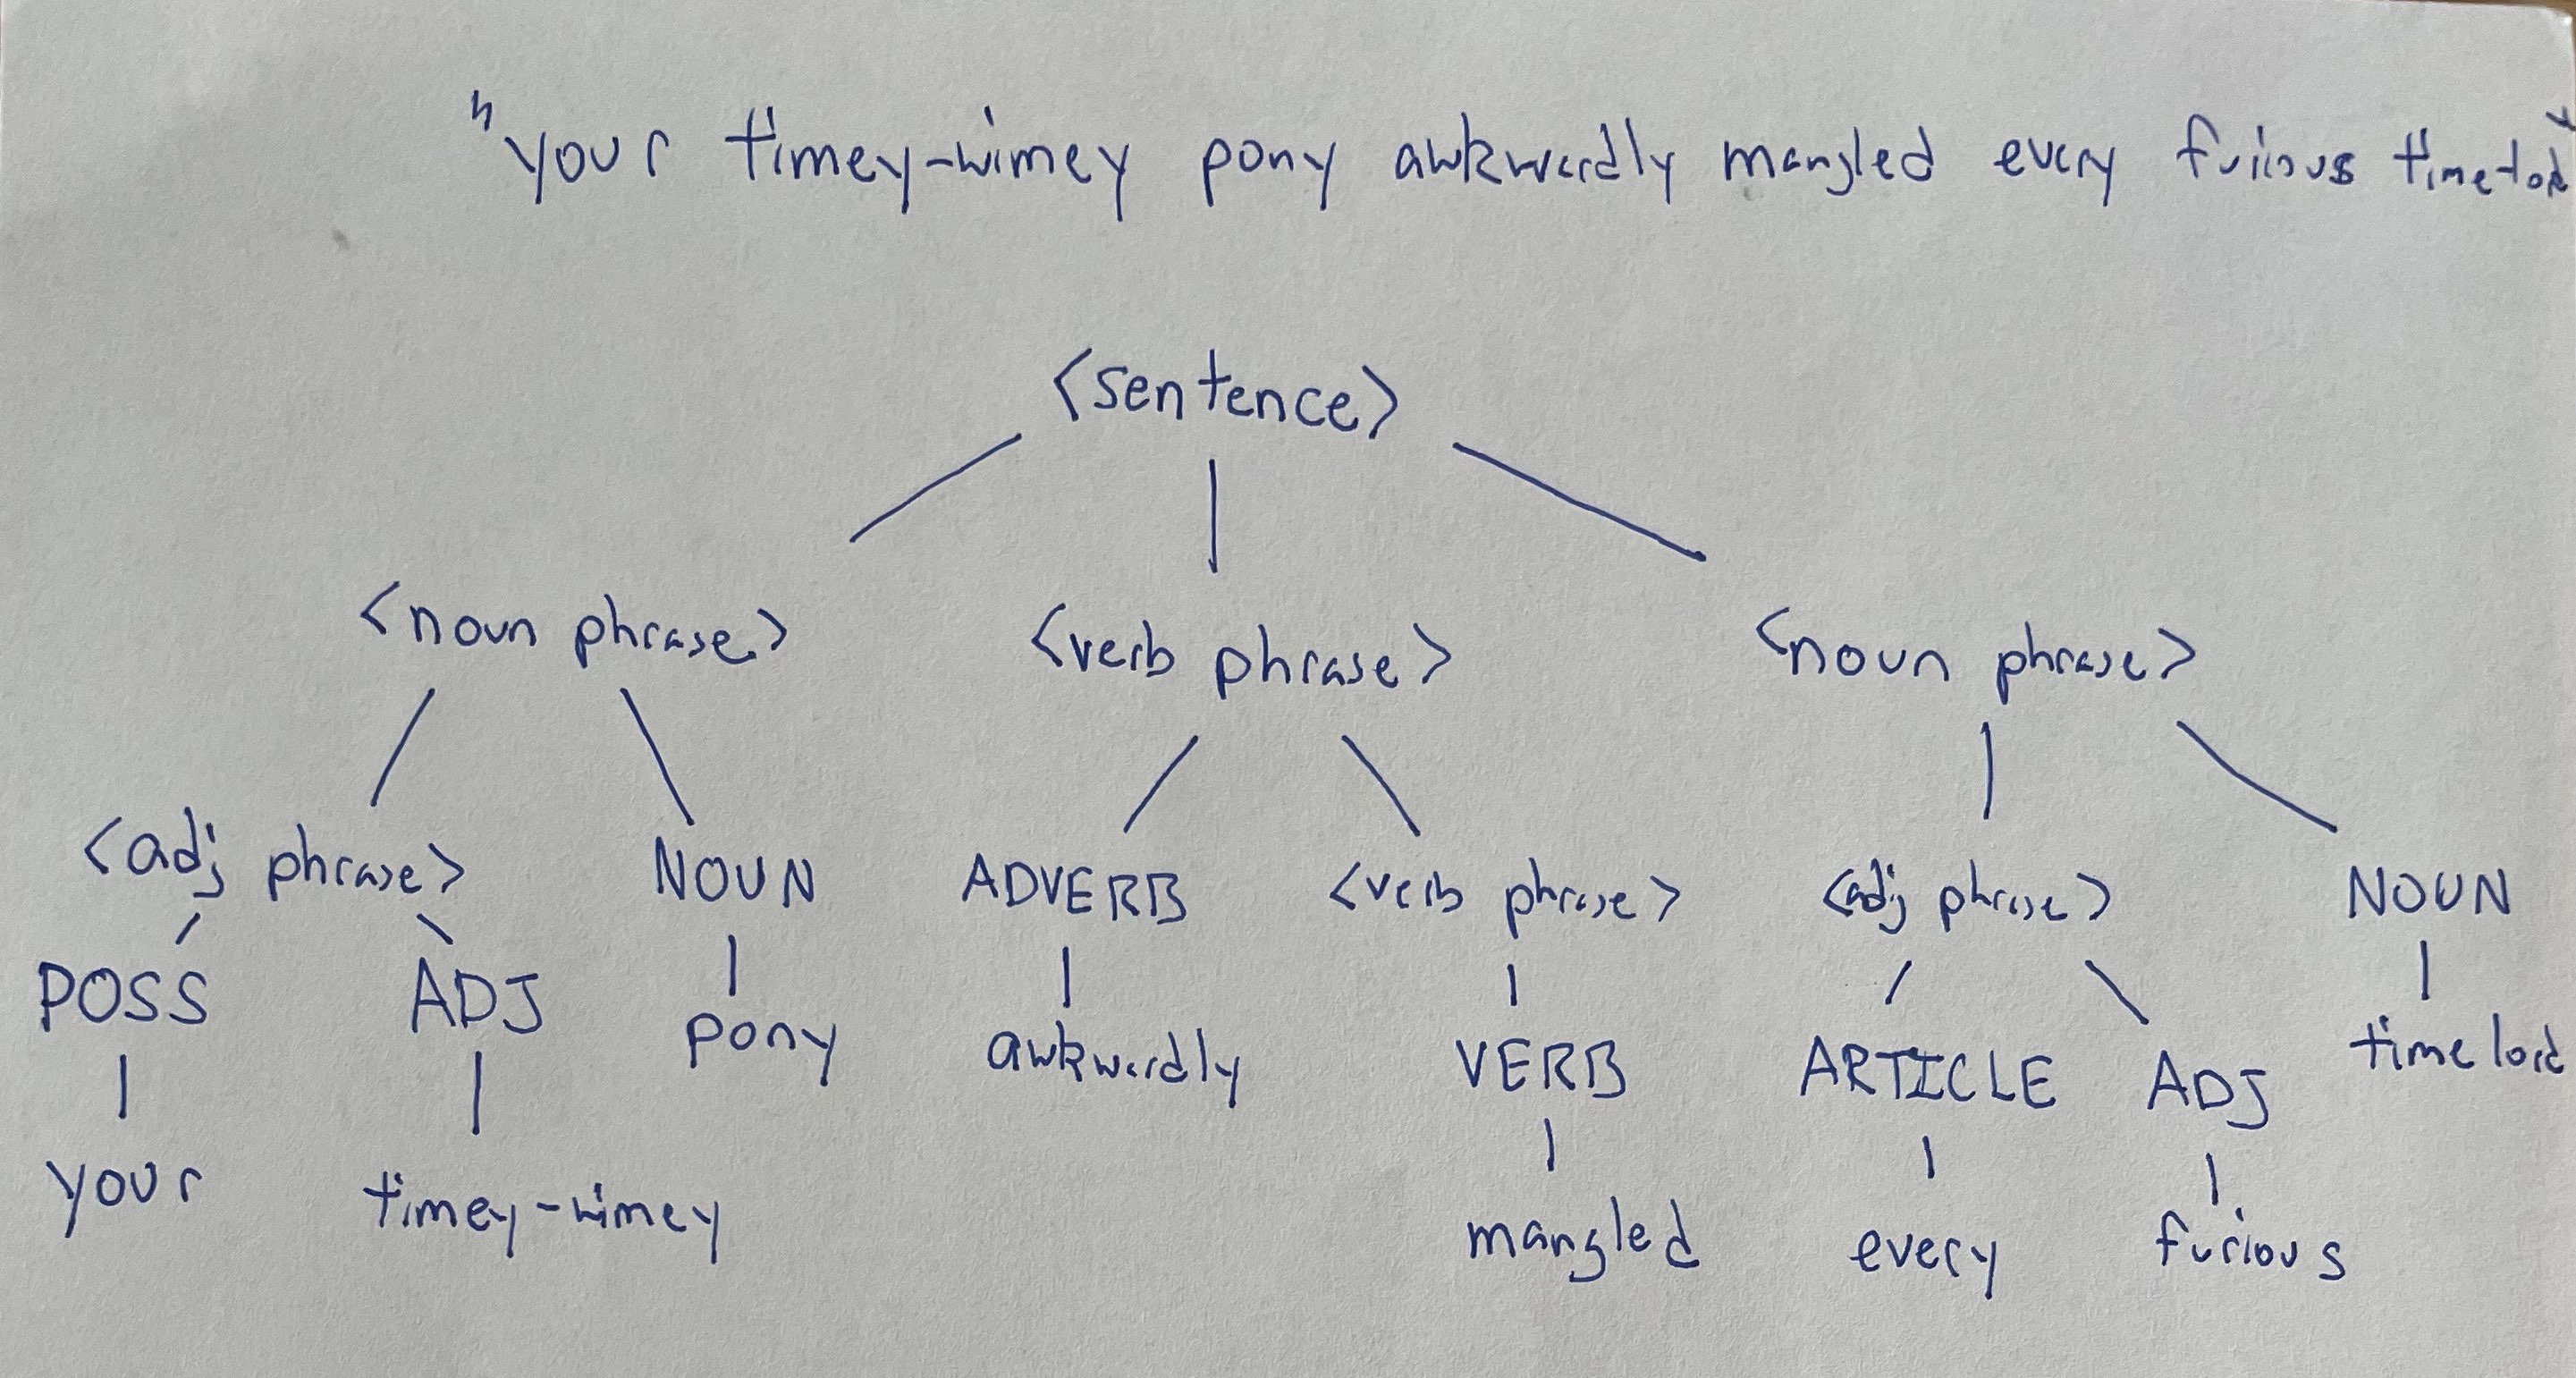 "your timey-wimey pony awkwardly mangled every furious time-lord"
<sentence>
<noun phrase> <verb phrase> <noun phrase>
<adj phrase> NOUN ADVERB <verb phrase> <adj phrase> NOUN
POSS ADJ pony awkwardly VERB ARTICLE ADJ timelord
your timey-wimey mangled every furious